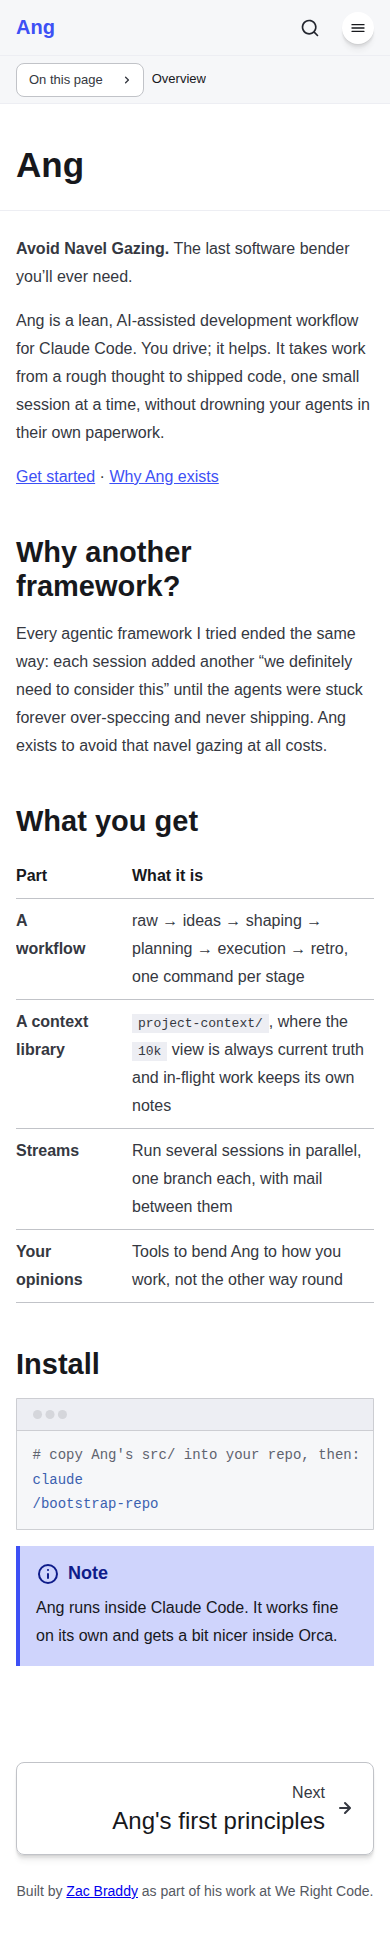 Ang
On this page
Overview
Ang
Avoid Navel Gazing. The last software bender
you’ll ever need.
Ang is a lean, AI-assisted development workflow
for Claude Code. You drive; it helps. It takes work
from a rough thought to shipped code, one small
session at a time, without drowning your agents in
their own paperwork.
Get started · Why Ang exists
Why another
framework?
Every agentic framework I tried ended the same
way: each session added another “we definitely
need to consider this” until the agents were stuck
forever over-speccing and never shipping. Ang
exists to avoid that navel gazing at all costs.
What you get
Part What it is
A workflow
raw → ideas → shaping →
planning → execution → retro,
one command per stage
A context
library
project-context/, where the
10k view is always current truth
and in-flight work keeps its own
notes
Streams
Run several sessions in parallel,
one branch each, with mail
between them
Your
opinions
Tools to bend Ang to how you
work, not the other way round
Install
# copy Ang's src/ into your repo, then:
claude
/bootstrap-repo
Note
Ang runs inside Claude Code. It works fine
on its own and gets a bit nicer inside Orca.
Next
Ang's first principles
Built by Zac Braddy as part of his work at We Right Code.